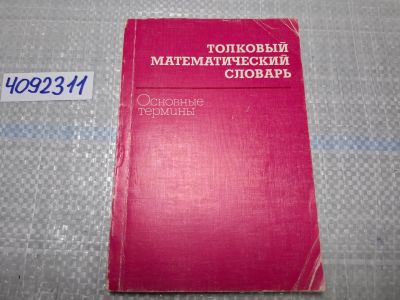 4092311
ТОЛКОВЫЙ
МАТЕМАТИЧЕСКИЙ
СЛОВАРЬ
Основные
термины